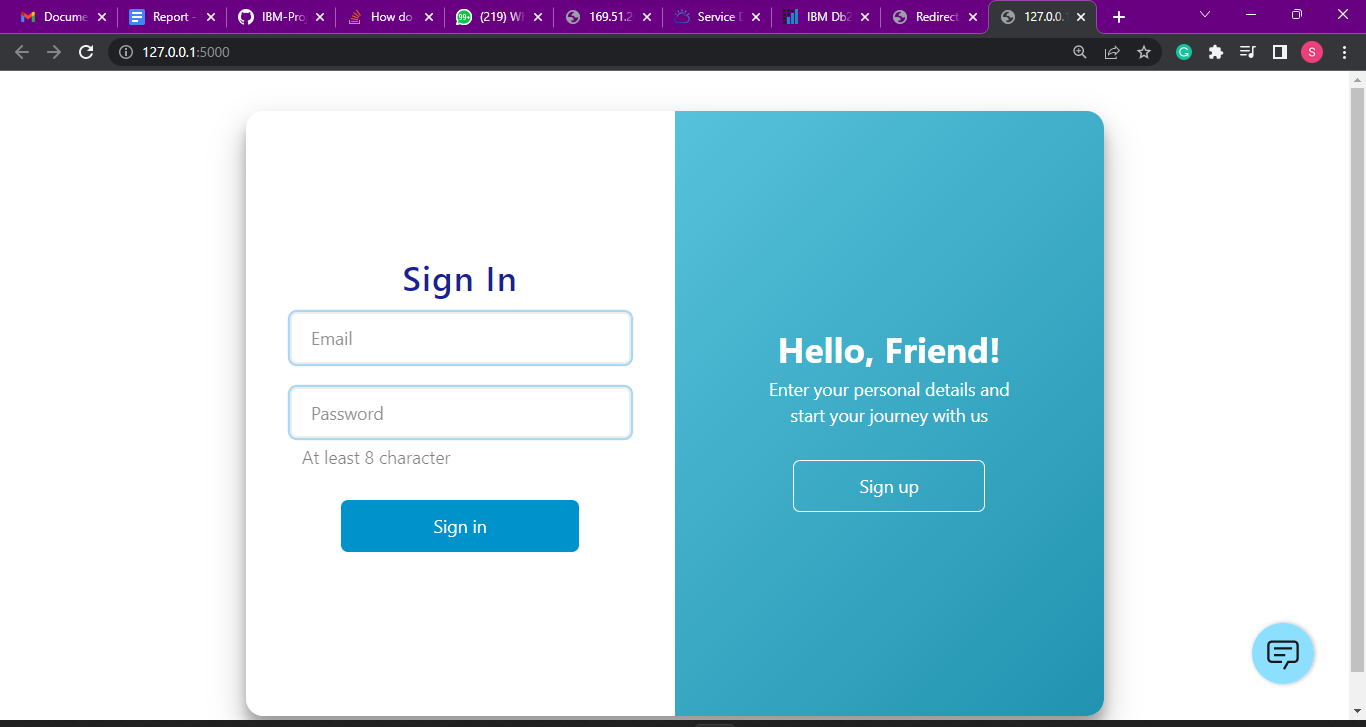 Docume
Report -
IBM-Pro
How do
99+
(219) W
169.51.2
Service
IBM Db2
Redirect
127.0.0.1
127.0.0.1:5000
G
S
Sign In
Email
Password
At least 8 character
Sign in
Hello, Friend!
Enter your personal details and
start your journey with us
Sign up